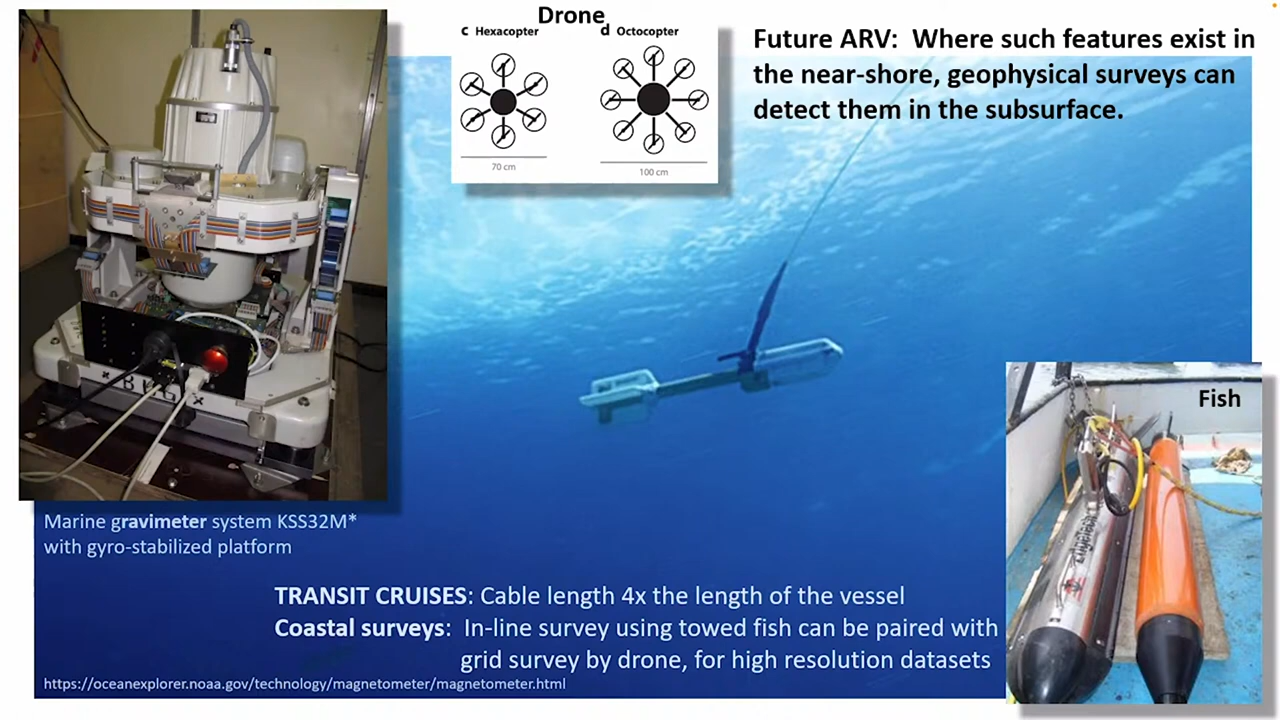 Drone
c Hexacopter
d Octocopter
70 cm
100 cm
Future ARV: Where such features exist in
the near-shore, geophysical surveys can
detect them in the subsurface.
Fish
Marine gravimeter system KSS32M*
with gyro-stabilized platform
TRANSIT CRUISES: Cable length 4x the length of the vessel
Coastal surveys: In-line survey using towed fish can be paired with
grid survey by drone, for high resolution datasets
https://oceanexplorer.noaa.gov/technology/magnetometer/magnetometer.html